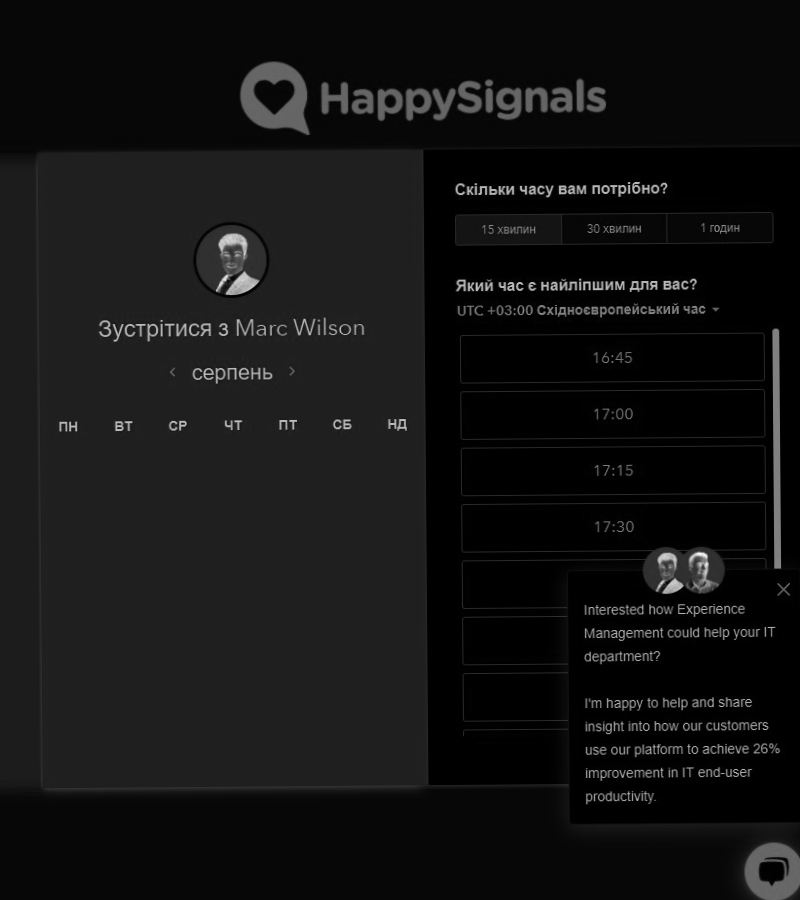 HappySignals
Зустрітися з Marc Wilson
серпень
ПН ВТ СР ЧТ ПТ СБ НД
Скільки часу вам потрібно?
15 хвилин 30 хвилин 1 годин
Який час є найліпшим для вас?
UTC +03:00 Східноєвропейський час
16:45
17:00
17:15
17:30
Interested how Experience
Management could help your IT
department?
I'm happy to help and share
insight into how our customers
use our platform to achieve 26%
improvement in IT end-user
productivity.